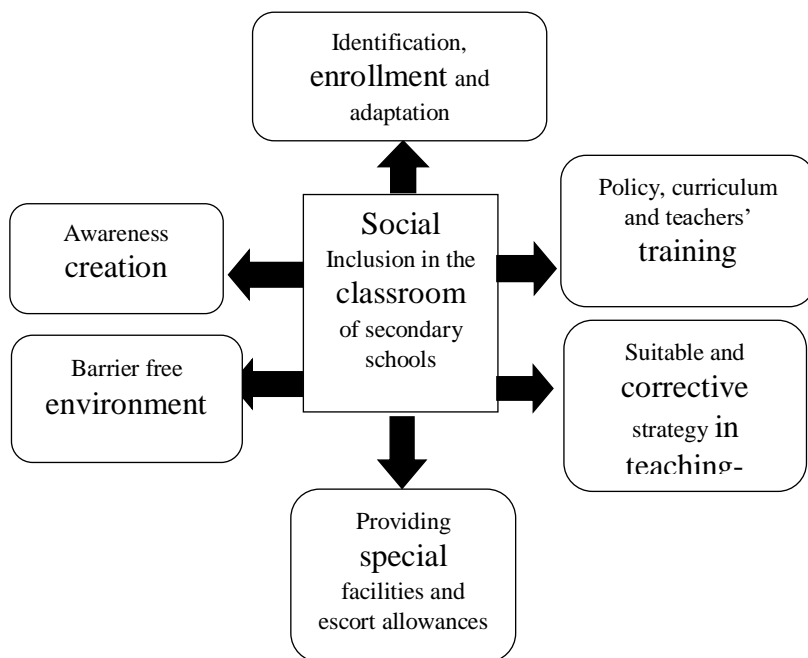 Identification,
enrollment and
adaptation
Policy, curriculum
and teachers’
training
Social
Inclusion in the
classroom
of secondary
schools
Awareness
creation
Barrier free
environment
Suitable and
corrective
strategy in
teaching-
Providing
special
facilities and
escort allowances